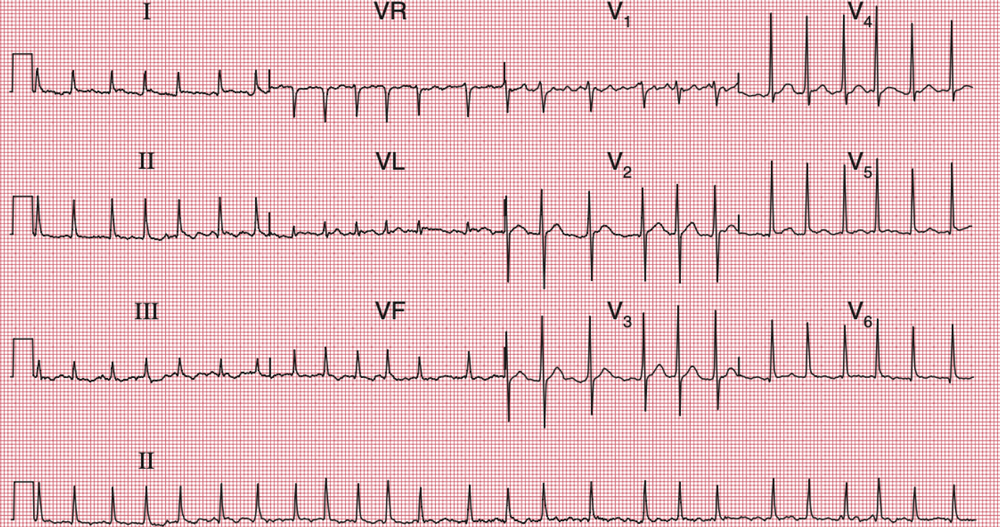 I VR V₁ V₄
II VL V₂ V₅
III VF V₃ V₆
II